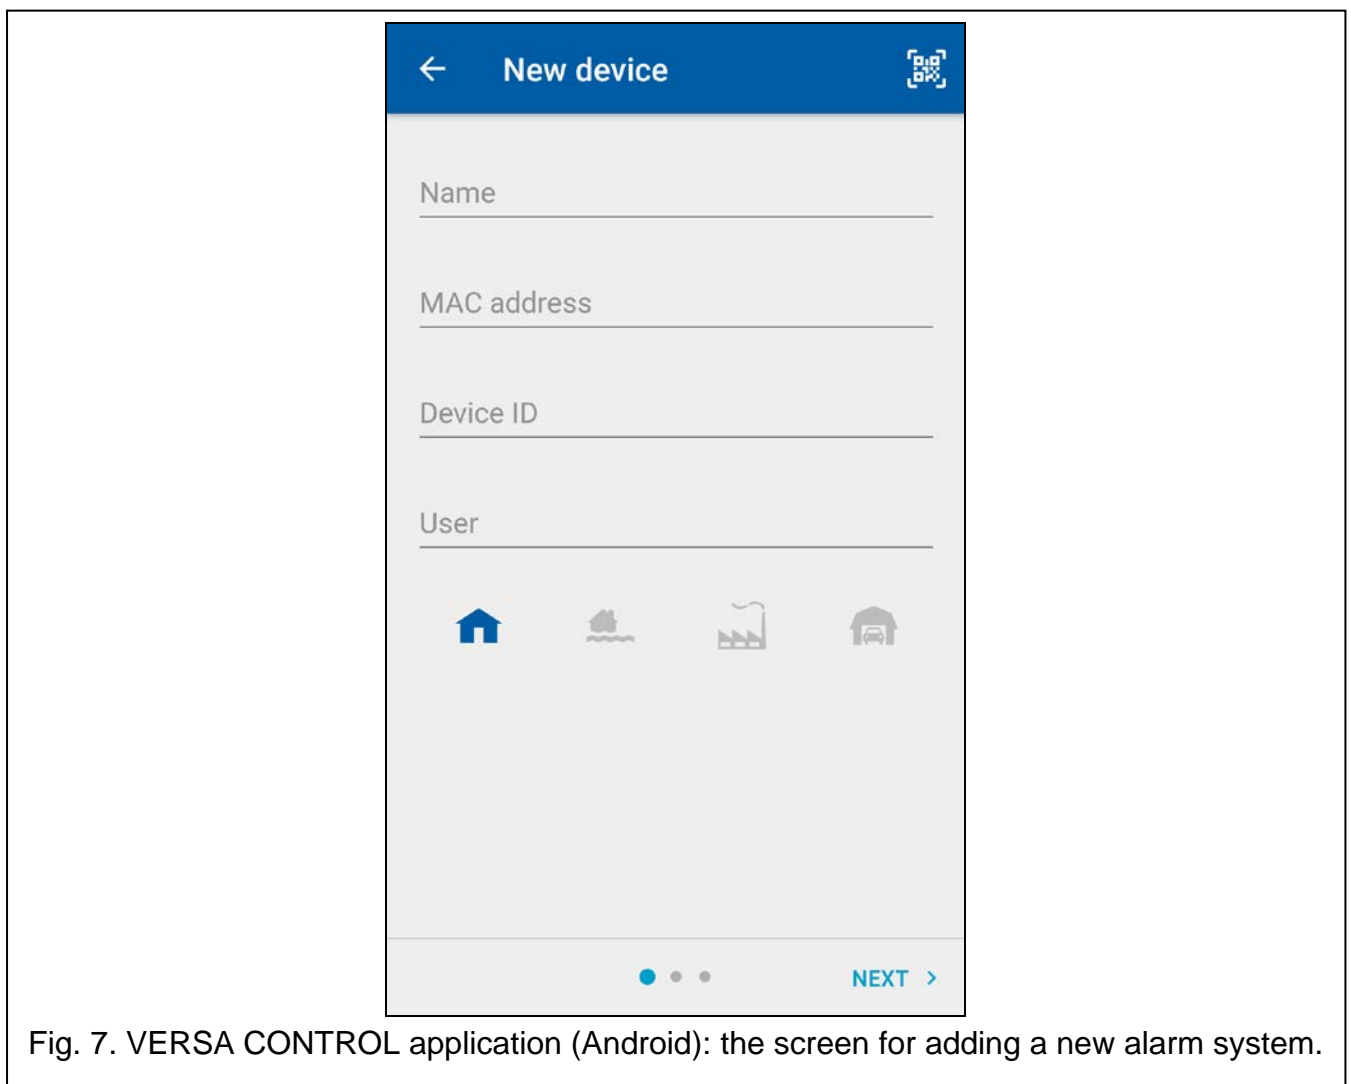 New device
Name
MAC address
Device ID
User
NEXT
Fig. 7. VERSA CONTROL application (Android): the screen for adding a new alarm system.